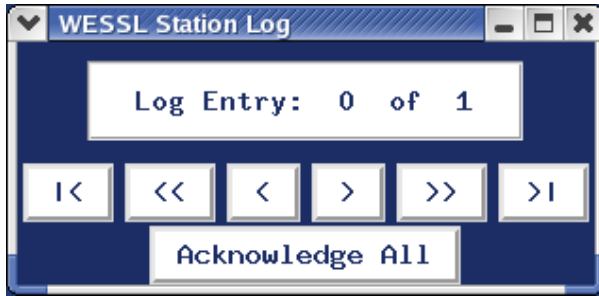 WESSL Station Log
Log Entry: 0 of 1
|< << < > >> >|
Acknowledge All